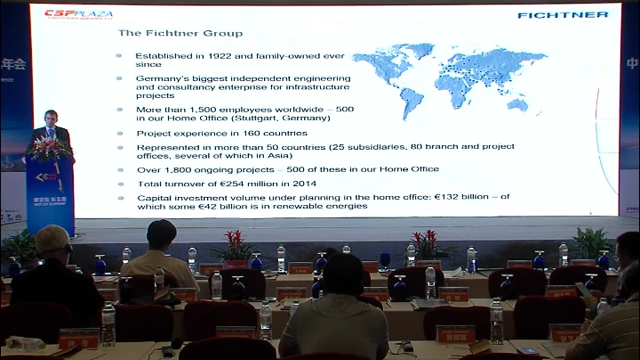 CSPPLAZA
FICHTNER
The Fichtner Group
Established in 1922 and family-owned ever
since
Germany's biggest independent engineering
and consultancy enterprise for infrastructure
projects
More than 1,500 employees worldwide – 500
in our Home Office (Stuttgart, Germany)
Project experience in 160 countries
Represented in more than 50 countries (25 subsidiaries, 80 branch and project
offices, several of which in Asia)
Over 1,800 ongoing projects – 500 of these in our Home Office
Total turnover of €254 million in 2014
Capital investment volume under planning in the home office: €132 billion – of
which some €42 billion is in renewable energies
年会
中